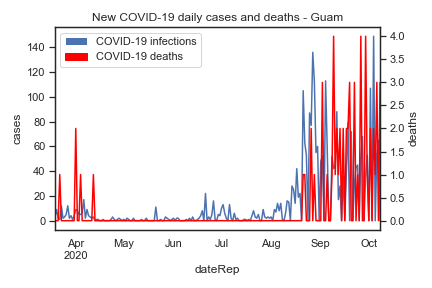 New COVID-19 daily cases and deaths - Guam
COVID-19 infections
COVID-19 deaths
cases
140
120
100
80
60
40
20
0
deaths
4.0
3.5
3.0
2.5
2.0
1.5
1.0
0.5
0.0
Apr May Jun Jul Aug Sep Oct
2020
dateRep